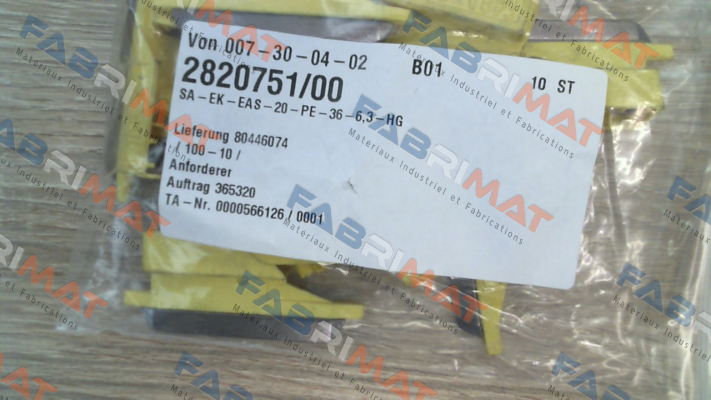 Von 007-30-04-02 B01 10 ST
2820751/00
SA-EK-EAS-20-PE-36-6,3-HG
Lieferung 80446074
/ 100-10 /
Anforderer
Auftrag 365320
TA-Nr. 0000566126 / 0001
FABRIMAT
Materiaux Industriel et Fabrications